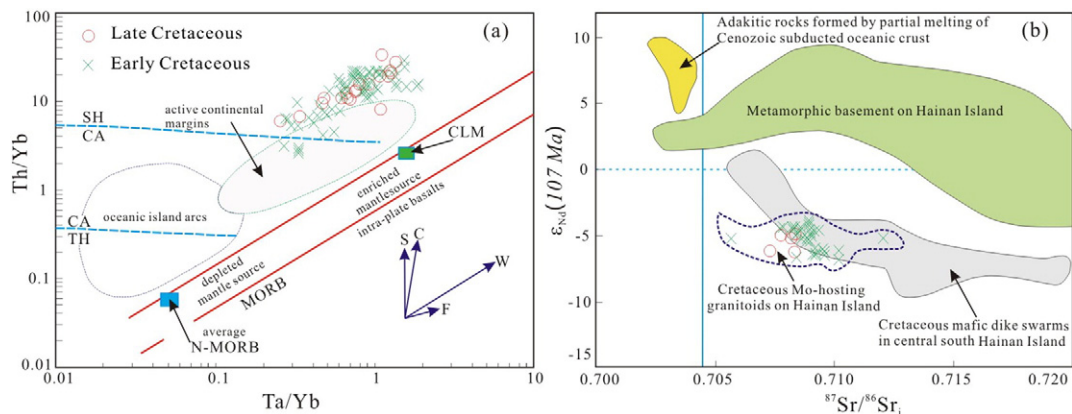 (a)
Late Cretaceous
Early Cretaceous
100
10
1
0.1
0.01
Th/Yb
SH
CA
active continental
margins
CLM
enriched
mantlesource
intra-plate basalts
oceanic island arcs
CA
TH
depleted
mantle source
MORB
average
N-MORB
S
C
W
F
0.01
0.1
1
10
Ta/Yb
(b)
Adakitic rocks formed by partial melting of
Cenozoic subducted oceanic crust
Metamorphic basement on Hainan Island
10
5
0
-5
-10
-15
εNd(107 Ma)
Cretaceous Mo-hosting
granitoids on Hainan Island
Cretaceous mafic dike swarms
in central south Hainan Island
0.700
0.705
0.710
0.715
0.720
⁸⁷Sr/⁸⁶Sri